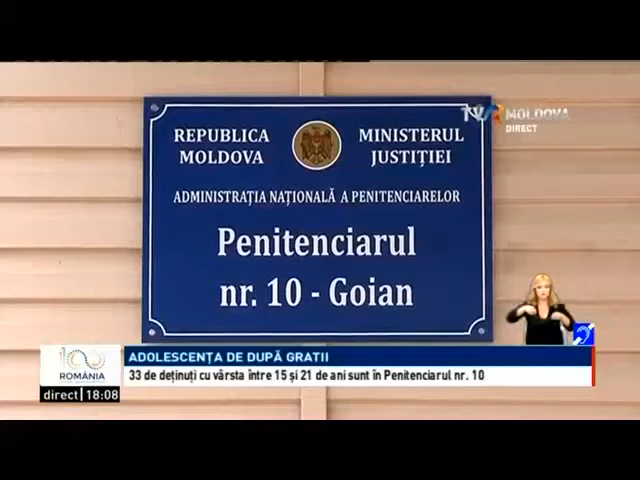 TVR MOLDOVA
DIRECT
REPUBLICA MOLDOVA
MINISTERUL JUSTIȚIEI
ADMINISTRAȚIA NAȚIONALĂ A PENITENCIARELOR
Penitenciarul
nr. 10 - Goian
100
ROMÂNIA
ADOLESCENȚA DE DUPĂ GRATII
33 de deținuți cu vârsta între 15 și 21 de ani sunt în Penitenciarul nr. 10
direct 18:08